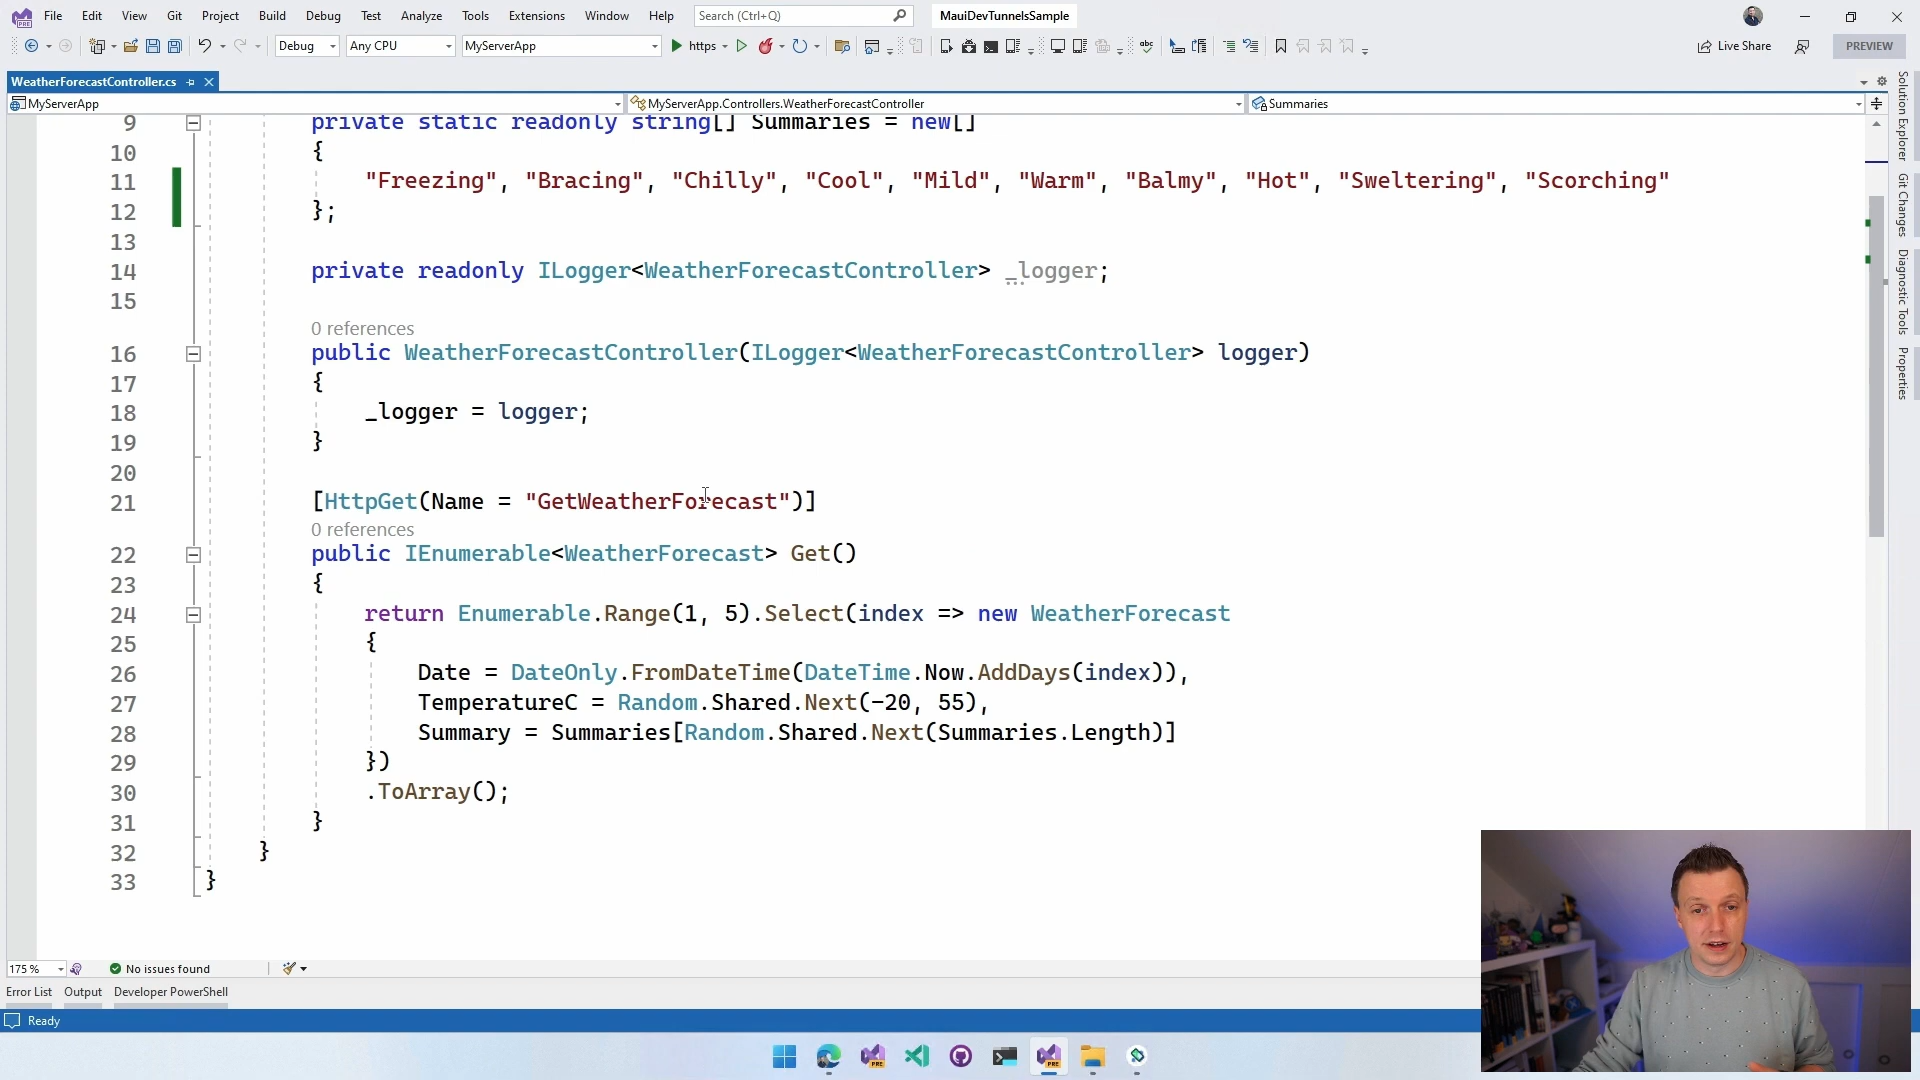 File Edit View Git Project Build Debug Test Analyze Tools Extensions Window Help Search (Ctrl+Q) MauiDevTunnelsSample
Debug Any CPU MyServerApp https Live Share PREVIEW
WeatherForecastController.cs
MyServerApp MyServerApp.Controllers.WeatherForecastController Summaries
9 private static readonly string[] Summaries = new[]
10 {
11 "Freezing", "Bracing", "Chilly", "Cool", "Mild", "Warm", "Balmy", "Hot", "Sweltering", "Scorching"
12 };
13
14 private readonly ILogger<WeatherForecastController> _logger;
15
0 references
16 public WeatherForecastController(ILogger<WeatherForecastController> logger)
17 {
18 _logger = logger;
19 }
20
21 [HttpGet(Name = "GetWeatherForecast")]
0 references
22 public IEnumerable<WeatherForecast> Get()
23 {
24 return Enumerable.Range(1, 5).Select(index => new WeatherForecast
25 {
26 Date = DateOnly.FromDateTime(DateTime.Now.AddDays(index)),
27 TemperatureC = Random.Shared.Next(-20, 55),
28 Summary = Summaries[Random.Shared.Next(Summaries.Length)]
29 })
30 .ToArray();
31 }
32 }
33 }
Solution Explorer
Git Changes
Diagnostic Tools
Properties
175 % No issues found
Error List Output Developer PowerShell
Ready